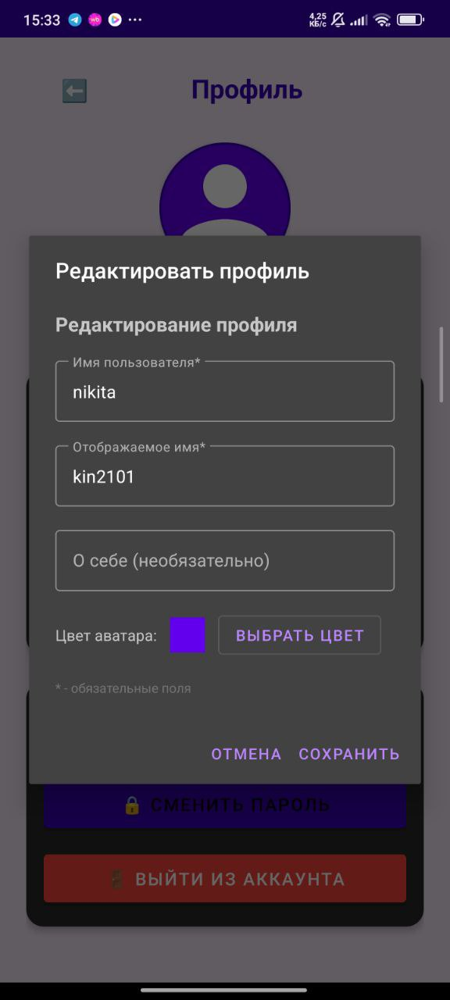 15:33
4,25
КБ/с
Профиль
Редактировать профиль
Редактирование профиля
Имя пользователя*
nikita
Отображаемое имя*
kin2101
О себе (необязательно)
Цвет аватара:
ВЫБРАТЬ ЦВЕТ
* - обязательные поля
ОТМЕНА СОХРАНИТЬ
СМЕНИТЬ ПАРОЛЬ
ВЫЙТИ ИЗ АККАУНТА